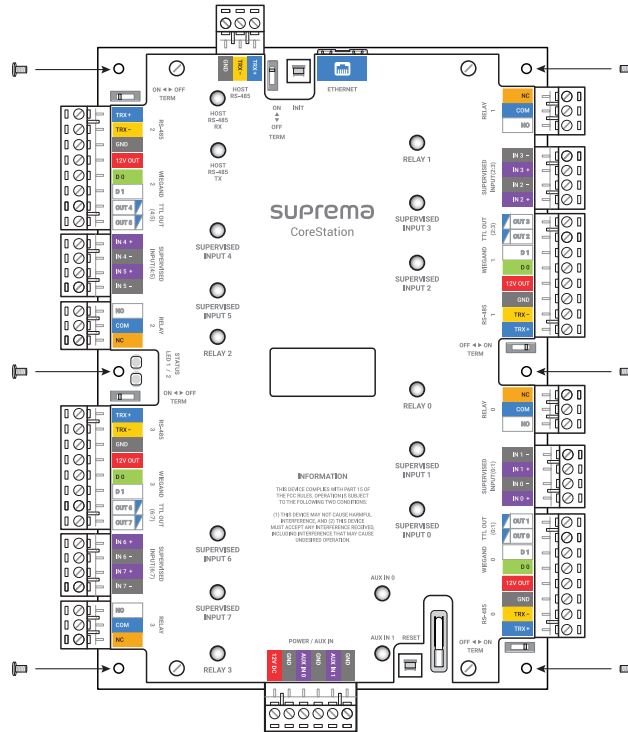 GND
TRX -
TRX +
HOST
RS-485
ON
OFF
TERM
INIT
ETHERNET
ON ◄► OFF
TERM
HOST
RS-485
RX
HOST
RS-485
TX
TRX +
TRX -
GND
12V OUT
D 0
D 1
OUT 4
OUT 5
RS-485
2
WIEGAND
2
TTL OUT
(4:5)
IN 4 +
IN 4 -
IN 5 +
IN 5 -
SUPERVISED
INPUT(4:5)
NO
COM
NC
RELAY
2
STATUS
LED 1 / 2
ON ◄► OFF
TERM
TRX +
TRX -
GND
12V OUT
D 0
D 1
OUT 6
OUT 7
RS-485
3
WIEGAND
3
TTL OUT
(6:7)
IN 6 +
IN 6 -
IN 7 +
IN 7 -
SUPERVISED
INPUT(6:7)
NO
COM
NC
RELAY
3
suprema
CoreStation
SUPERVISED
INPUT 4
SUPERVISED
INPUT 5
RELAY 2
SUPERVISED
INPUT 6
SUPERVISED
INPUT 7
RELAY 3
RELAY 1
SUPERVISED
INPUT 3
SUPERVISED
INPUT 2
RELAY 0
SUPERVISED
INPUT 1
SUPERVISED
INPUT 0
INFORMATION
THIS DEVICE COMPLIES WITH PART 15 OF
THE FCC RULES. OPERATION IS SUBJECT
TO THE FOLLOWING TWO CONDITIONS:
(1) THIS DEVICE MAY NOT CAUSE HARMFUL
INTERFERENCE, AND (2) THIS DEVICE
MUST ACCEPT ANY INTERFERENCE RECEIVED,
INCLUDING INTERFERENCE THAT MAY CAUSE
UNDESIRED OPERATION.
AUX IN 0
AUX IN 1
RESET
POWER / AUX IN
12V DC
GND
AUX IN 0
GND
AUX IN 1
GND
NC
COM
NO
RELAY
1
IN 3 -
IN 3 +
IN 2 -
IN 2 +
SUPERVISED
INPUT(2:3)
OUT 3
OUT 2
D 1
D 0
12V OUT
GND
TRX -
TRX +
TTL OUT
(2:3)
WIEGAND
1
RS-485
1
OFF ◄► ON
TERM
NC
COM
NO
RELAY
0
IN 1 -
IN 1 +
IN 0 -
IN 0 +
SUPERVISED
INPUT(0:1)
OUT 1
OUT 0
D 1
D 0
12V OUT
GND
TRX -
TRX +
TTL OUT
(0:1)
WIEGAND
0
RS-485
0
OFF ◄► ON
TERM